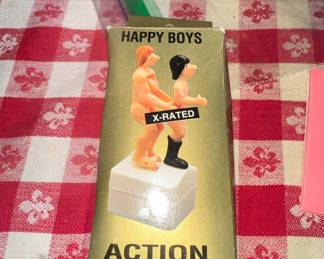 HAPPY BOYS
X-RATED
ACTION